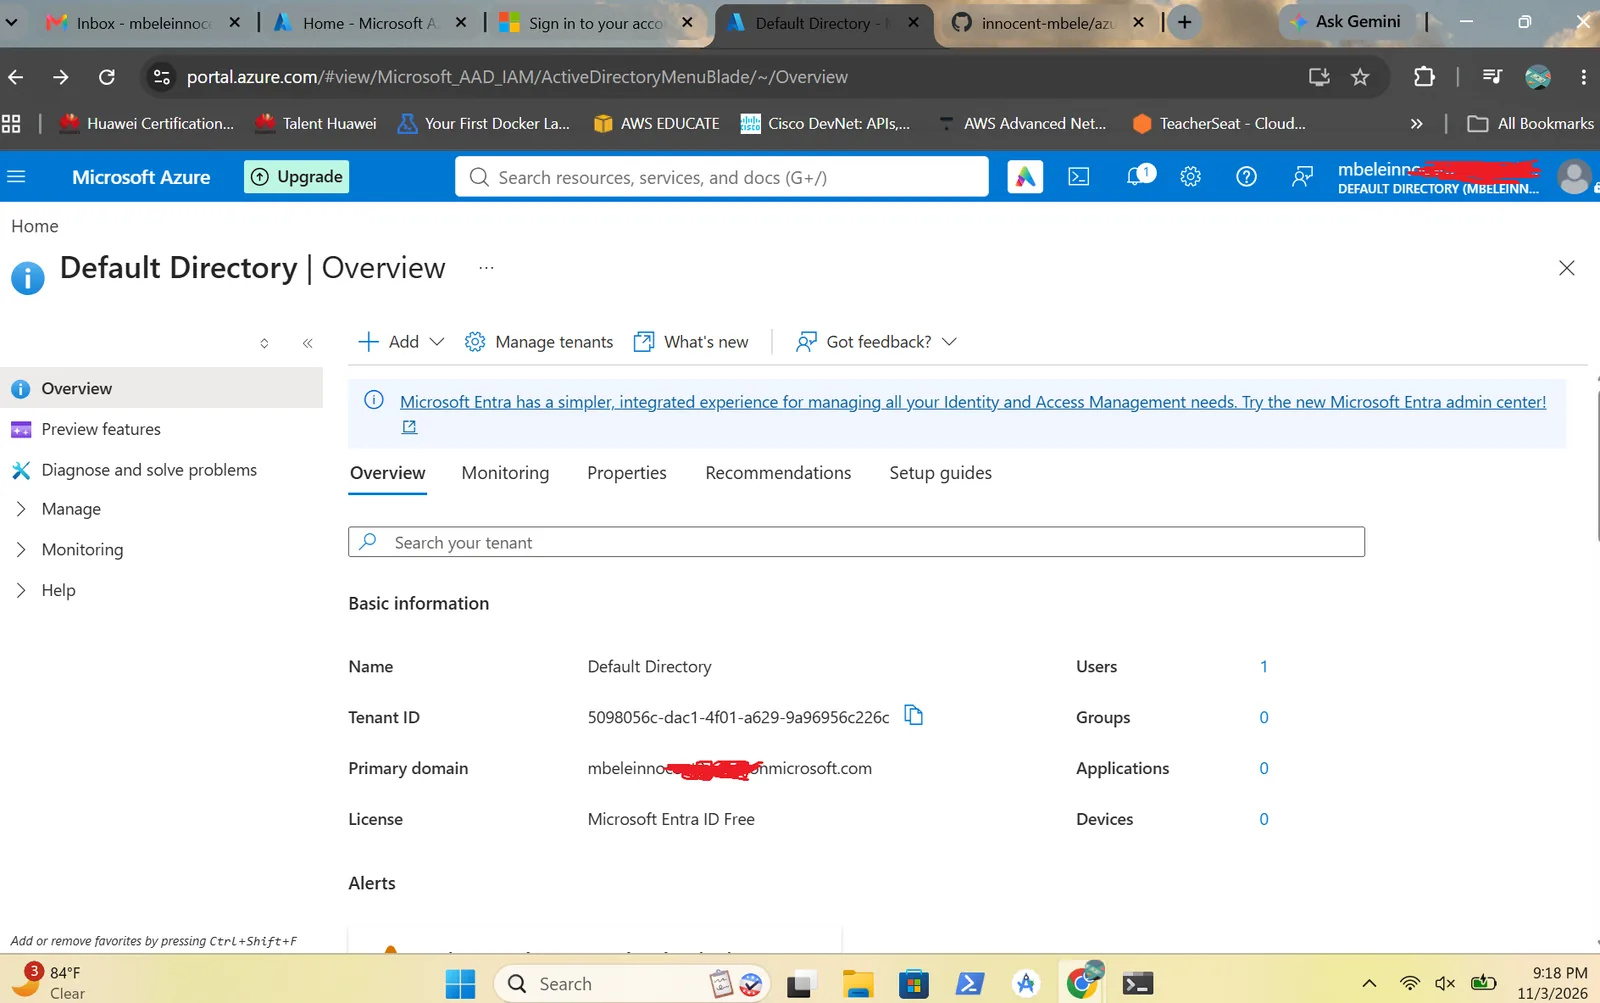 Inbox - mbeleinnoce
Home - Microsoft A
Sign in to your acco
Default Directory -
innocent-mbele/azu
Ask Gemini
portal.azure.com/#view/Microsoft_AAD_IAM/ActiveDirectoryMenuBlade/~/Overview
Huawei Certification...
Talent Huawei
Your First Docker La...
AWS EDUCATE
Cisco DevNet: APIs,...
AWS Advanced Net...
TeacherSeat - Cloud...
»
All Bookmarks
Microsoft Azure
Upgrade
Search resources, services, and docs (G+/)
1
mbeleinn
DEFAULT DIRECTORY (MBELEINN...
Home
Default Directory | Overview
...
Add
Manage tenants
What's new
Got feedback?
Overview
Preview features
Diagnose and solve problems
Manage
Monitoring
Help
Microsoft Entra has a simpler, integrated experience for managing all your Identity and Access Management needs. Try the new Microsoft Entra admin center!
Overview
Monitoring
Properties
Recommendations
Setup guides
Search your tenant
Basic information
Name
Default Directory
Users
1
Tenant ID
5098056c-dac1-4f01-a629-9a96956c226c
Groups
0
Primary domain
mbeleinno
onmicrosoft.com
Applications
0
License
Microsoft Entra ID Free
Devices
0
Alerts
Add or remove favorites by pressing Ctrl+Shift+F
3
84°F
Clear
Search
9:18 PM
11/3/2026